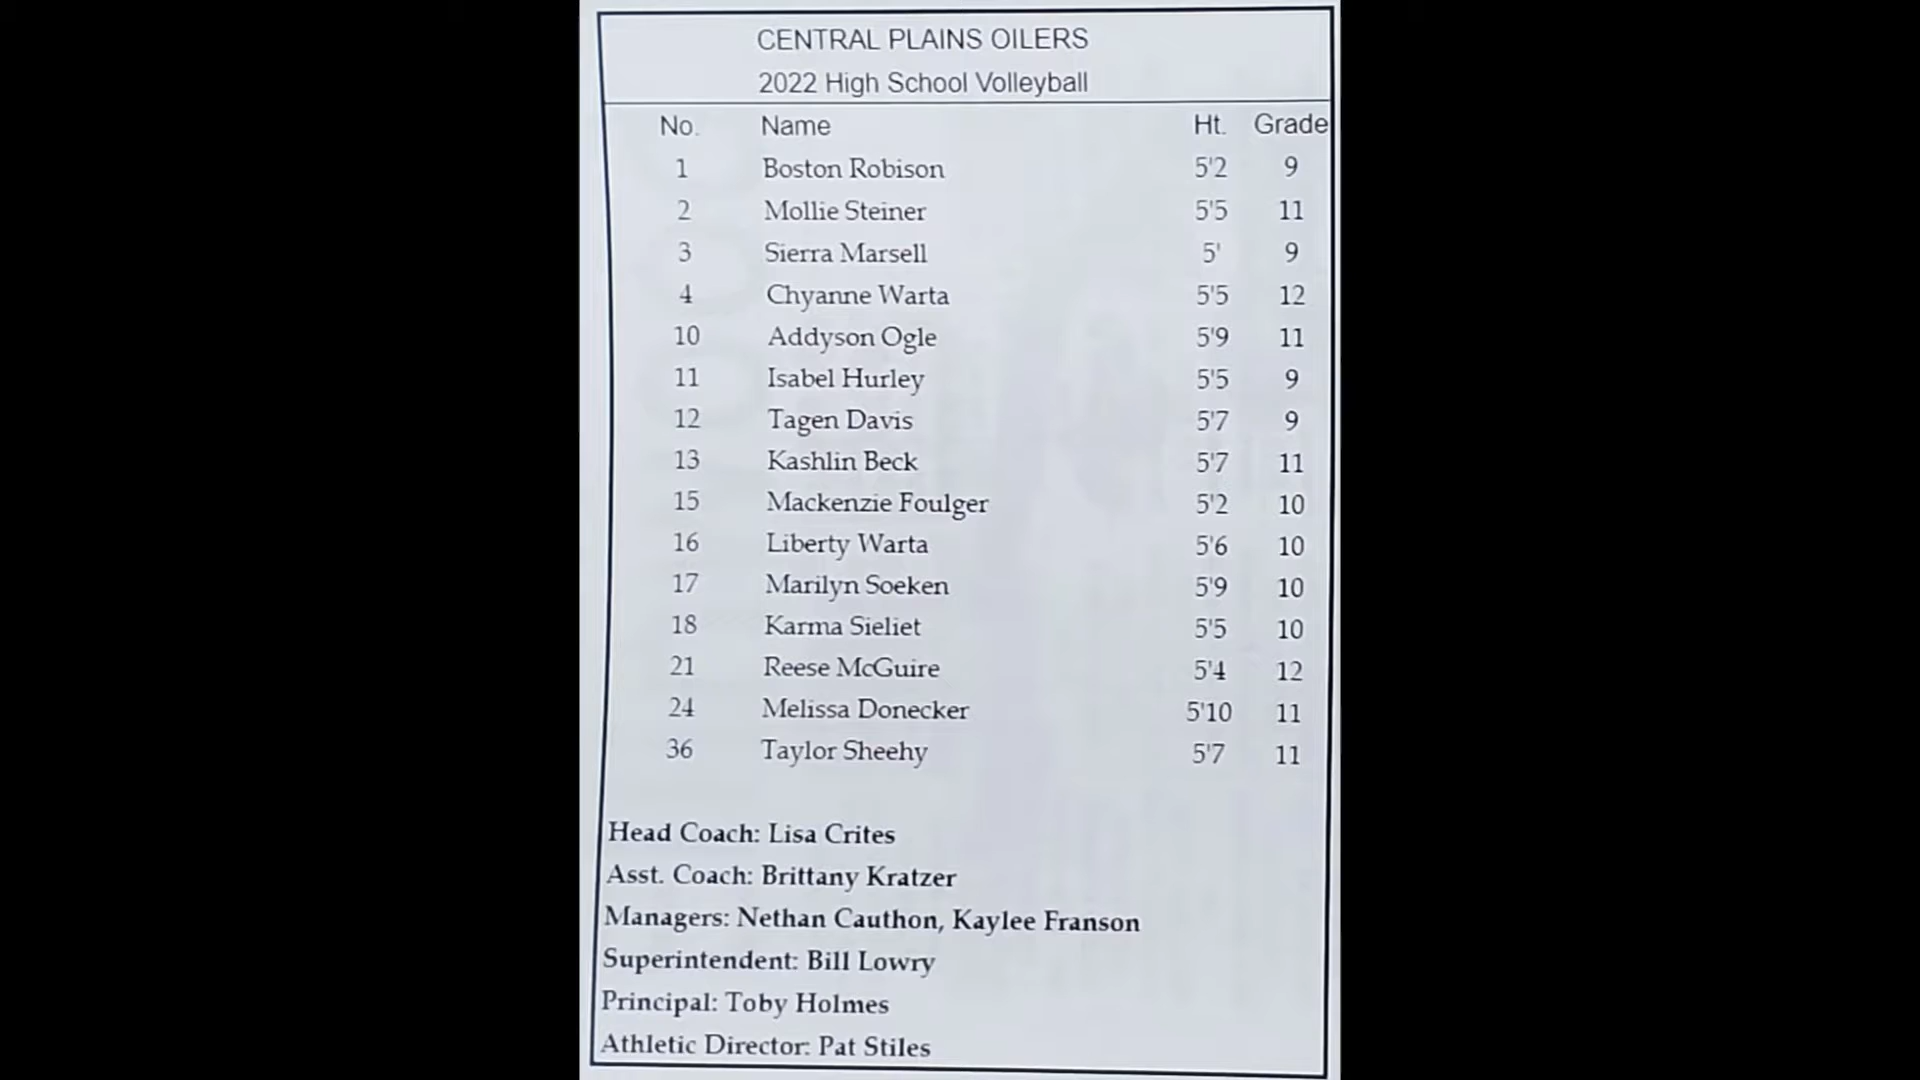 CENTRAL PLAINS OILERS
2022 High School Volleyball
No. Name Ht. Grade
1 Boston Robison 5'2 9
2 Mollie Steiner 5'5 11
3 Sierra Marsell 5' 9
4 Chyanne Warta 5'5 12
10 Addyson Ogle 5'9 11
11 Isabel Hurley 5'5 9
12 Tagen Davis 5'7 9
13 Kashlin Beck 5'7 11
15 Mackenzie Foulger 5'2 10
16 Liberty Warta 5'6 10
17 Marilyn Soeken 5'9 10
18 Karma Sieliet 5'5 10
21 Reese McGuire 5'4 12
24 Melissa Donecker 5'10 11
36 Taylor Sheehy 5'7 11
Head Coach: Lisa Crites
Asst. Coach: Brittany Kratzer
Managers: Nethan Cauthon, Kaylee Franson
Superintendent: Bill Lowry
Principal: Toby Holmes
Athletic Director: Pat Stiles